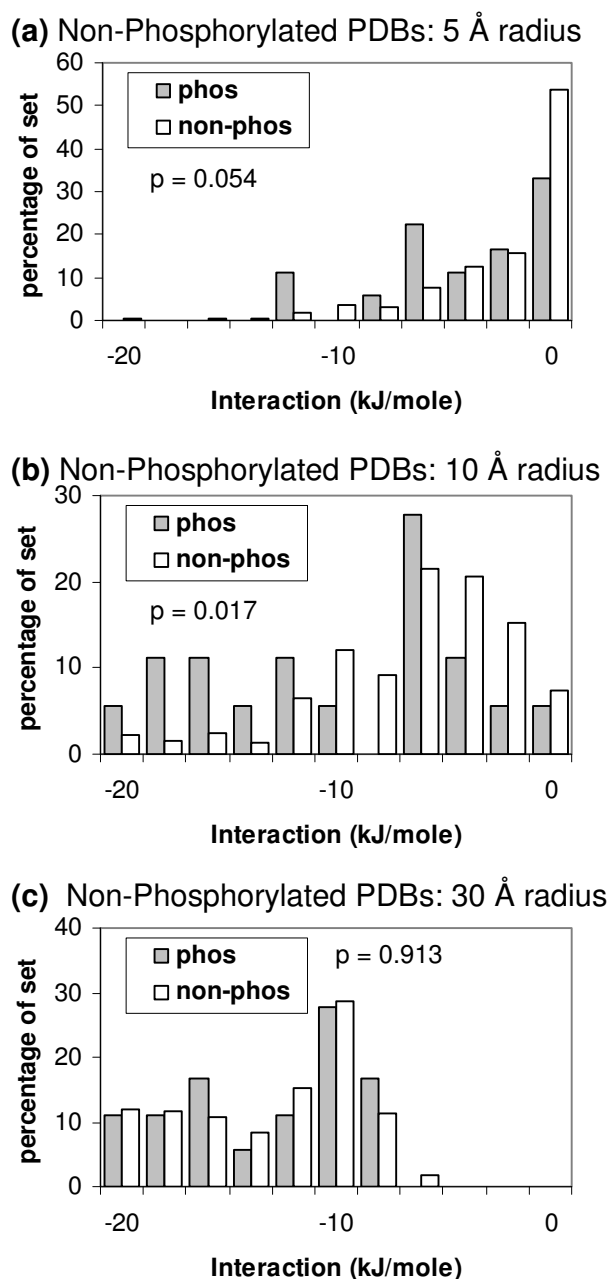 (a) Non-Phosphorylated PDBs: 5 Å radius
60
50
40
30
20
10
0
percentage of set
phos
non-phos
p = 0.054
-20
-10
0
Interaction (kJ/mole)
(b) Non-Phosphorylated PDBs: 10 Å radius
30
20
10
0
percentage of set
phos
non-phos
p = 0.017
-20
-10
0
Interaction (kJ/mole)
(c) Non-Phosphorylated PDBs: 30 Å radius
40
30
20
10
0
percentage of set
phos
non-phos
p = 0.913
-20
-10
0
Interaction (kJ/mole)